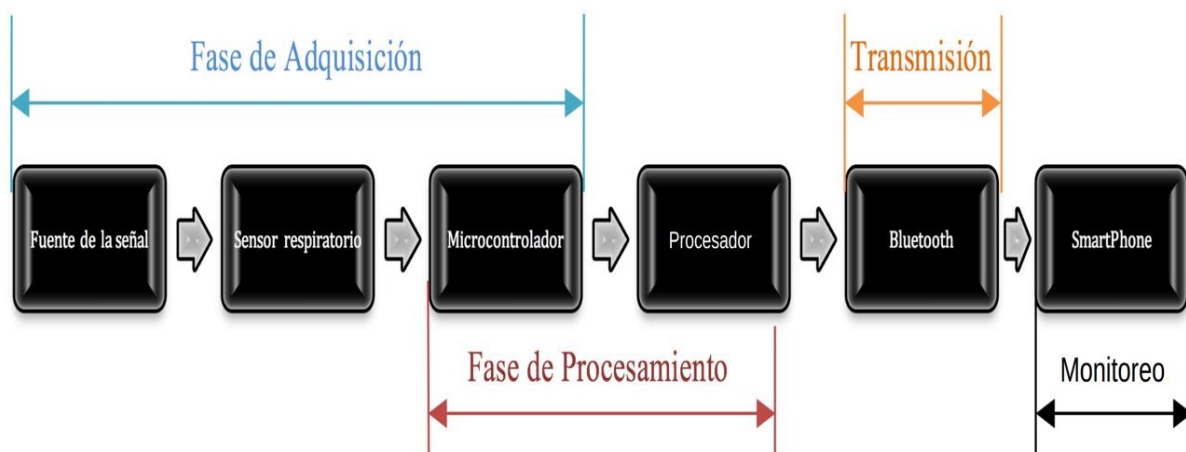 Fase de Adquisición
Transmisión
Fuente de la señal
Sensor respiratorio
Microcontrolador
Procesador
Bluetooth
SmartPhone
Fase de Procesamiento
Monitoreo